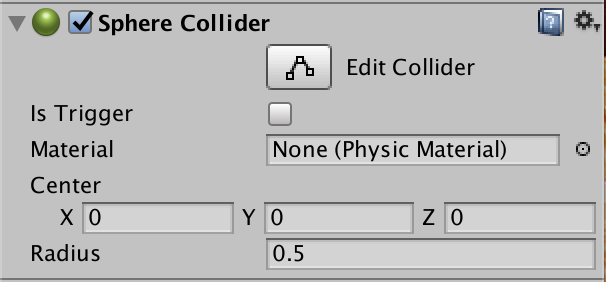 Sphere Collider
Edit Collider
Is Trigger
Material None (Physic Material)
Center
X 0 Y 0 Z 0
Radius 0.5